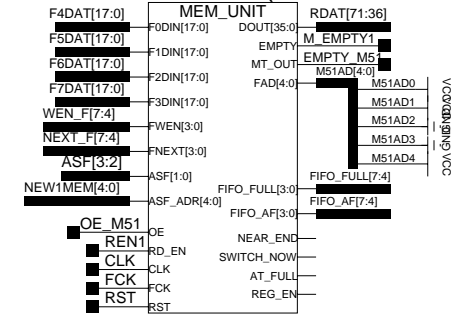 MEM_UNIT
F4DAT[17:0]
F0DIN[17:0]
DOUT[35:0]
RDAT[71:36]
F5DAT[17:0]
F1DIN[17:0]
EMPTY
M_EMPTY1
F6DAT[17:0]
F2DIN[17:0]
MT_OUT
EMPTY_M51
F7DAT[17:0]
F3DIN[17:0]
FAD[4:0]
M51AD[4:0]
M51AD0
M51AD1
M51AD2
M51AD3
M51AD4
VCC
VCC
WEN_F[7:4]
FWEN[3:0]
NEXT_F[7:4]
FNEXT[3:0]
ASF[3:2]
ASF[1:0]
NEW1MEM[4:0]
ASF_ADR[4:0]
FIFO_FULL[3:0]
FIFO_FULL[7:4]
FIFO_AF[3:0]
FIFO_AF[7:4]
OE_M51
OE
NEAR_END
REN1
RD_EN
SWITCH_NOW
CLK
CLK
AT_FULL
FCK
FCK
REG_EN
RST
RST